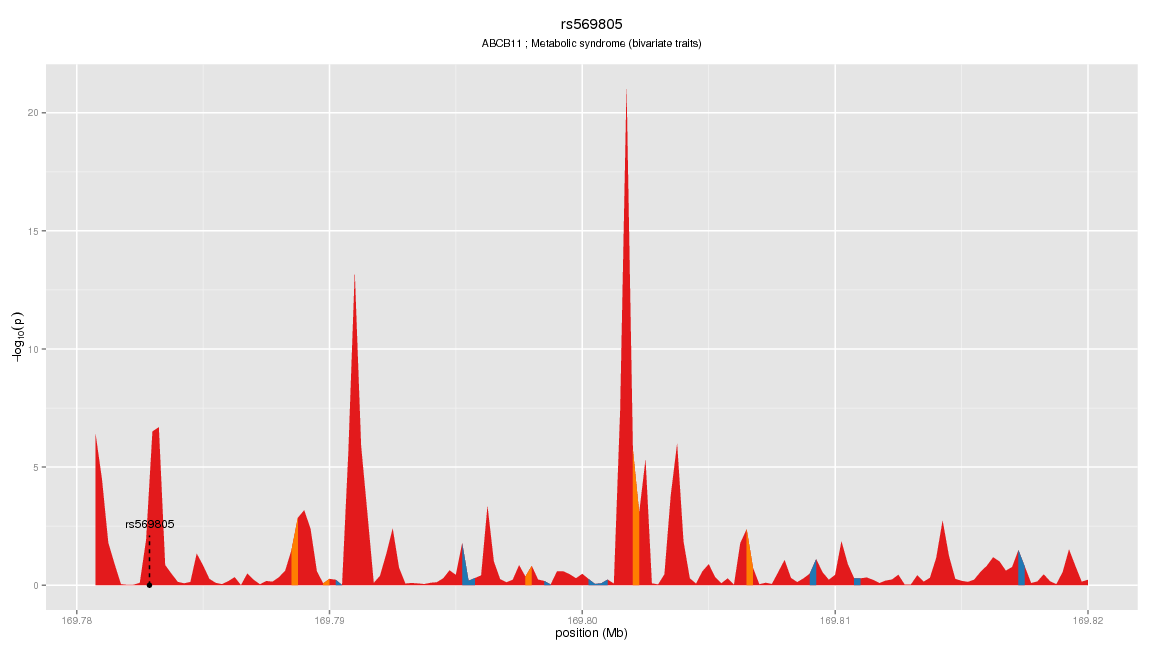 rs569805
ABCB11 ; Metabolic syndrome (bivariate traits)
−log10(p)
20
15
10
5
0
rs569805
169.78 169.79 169.80 169.81 169.82
position (Mb)